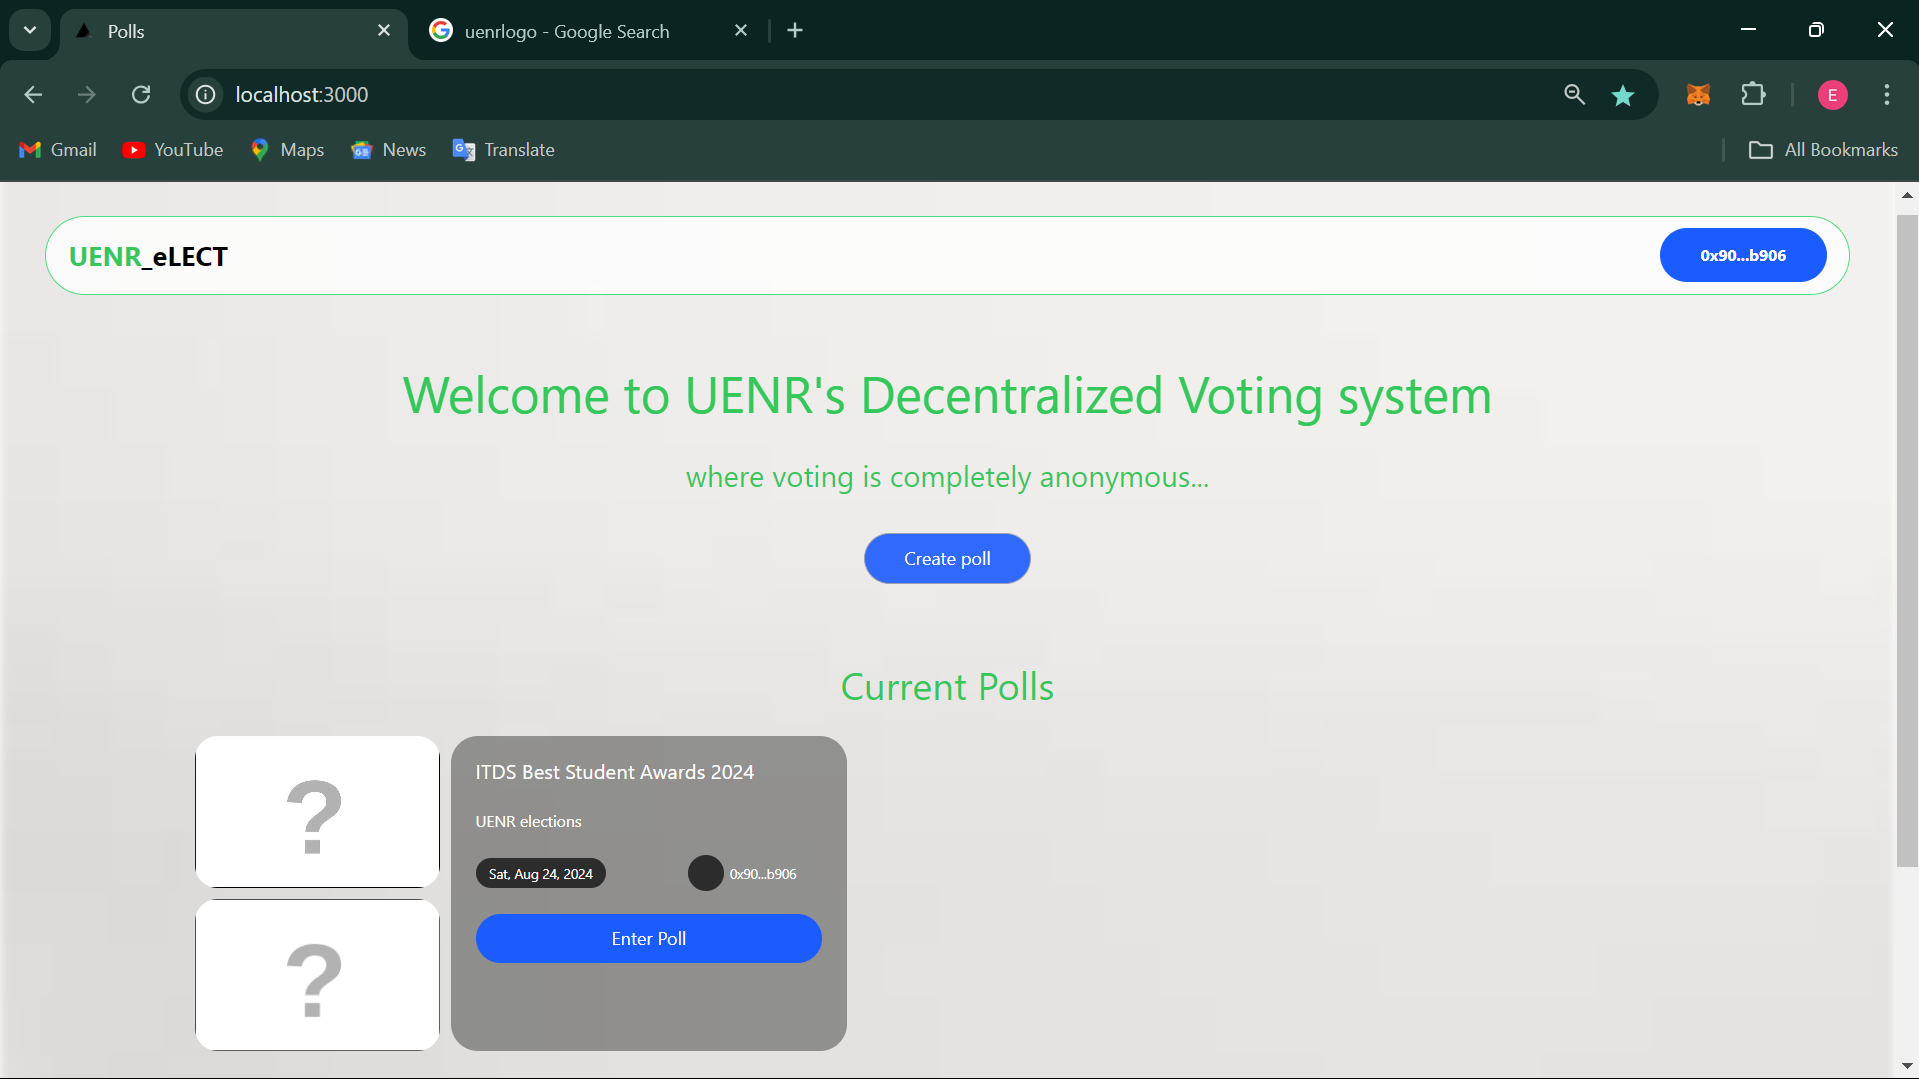 Polls
uenrlogo - Google Search
localhost:3000
E
Gmail
YouTube
Maps
News
Translate
All Bookmarks
UENR_eLECT
0x90...b906
Welcome to UENR's Decentralized Voting system
where voting is completely anonymous...
Create poll
Current Polls
?
ITDS Best Student Awards 2024
UENR elections
Sat, Aug 24, 2024
0x90...b906
Enter Poll
?